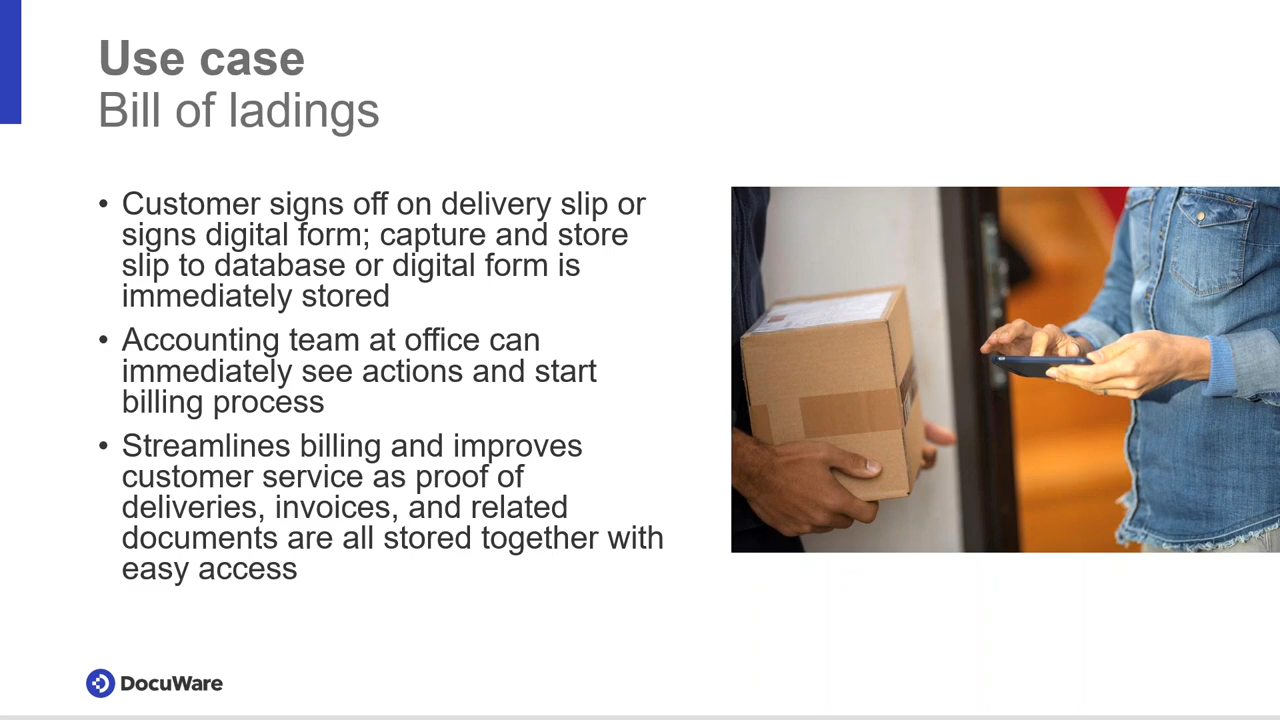 Use case
Bill of ladings
• Customer signs off on delivery slip or
signs digital form; capture and store
slip to database or digital form is
immediately stored
• Accounting team at office can
immediately see actions and start
billing process
• Streamlines billing and improves
customer service as proof of
deliveries, invoices, and related
documents are all stored together with
easy access
DocuWare